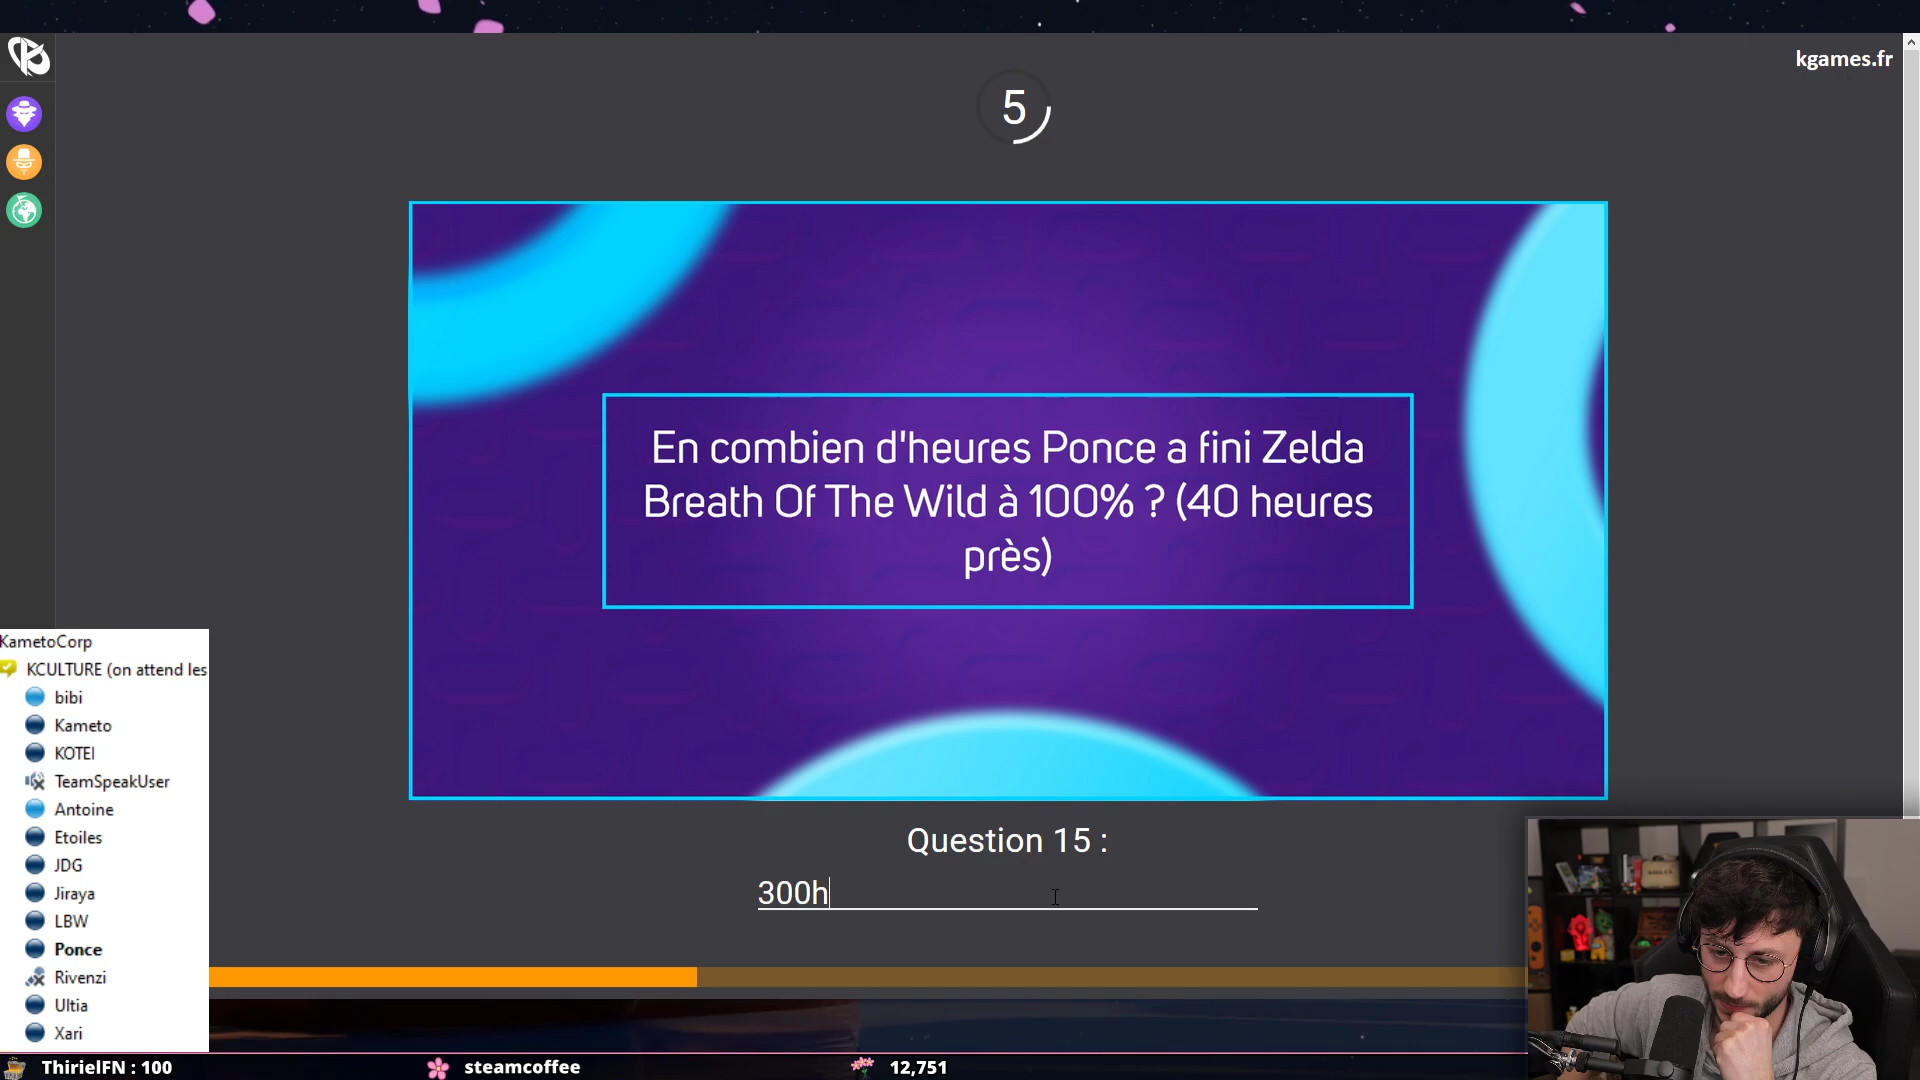 kgames.fr
5
En combien d'heures Ponce a fini Zelda
Breath Of The Wild à 100% ? (40 heures
près)
Question 15 :
300h
KametoCorp
KCULTURE (on attend les
bibi
Kameto
KOTEI
TeamSpeakUser
Antoine
Etoiles
JDG
Jiraya
LBW
Ponce
Rivenzi
Ultia
Xari
ThirielFN : 100
steamcoffee
12,751